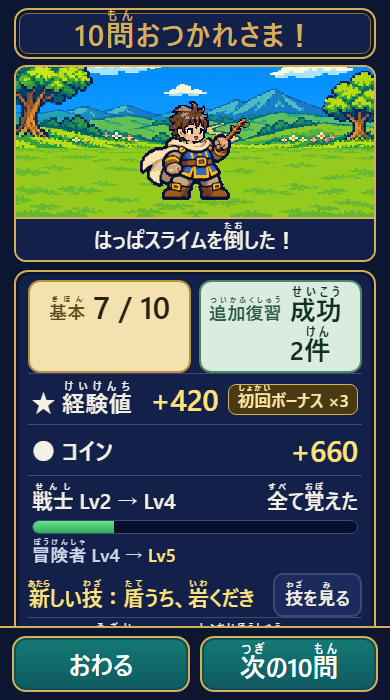 10問おつかれさま！
はっぱスライムを倒した！
基本 7 / 10
追加復習 成功
2件
★ 経験値 +420 初回ボーナス ×3
● コイン +660
戦士 Lv2 → Lv4 全て覚えた
冒険者 Lv4 → Lv5
新しい技：盾うち、岩くだき 技を見る
おわる 次の10問